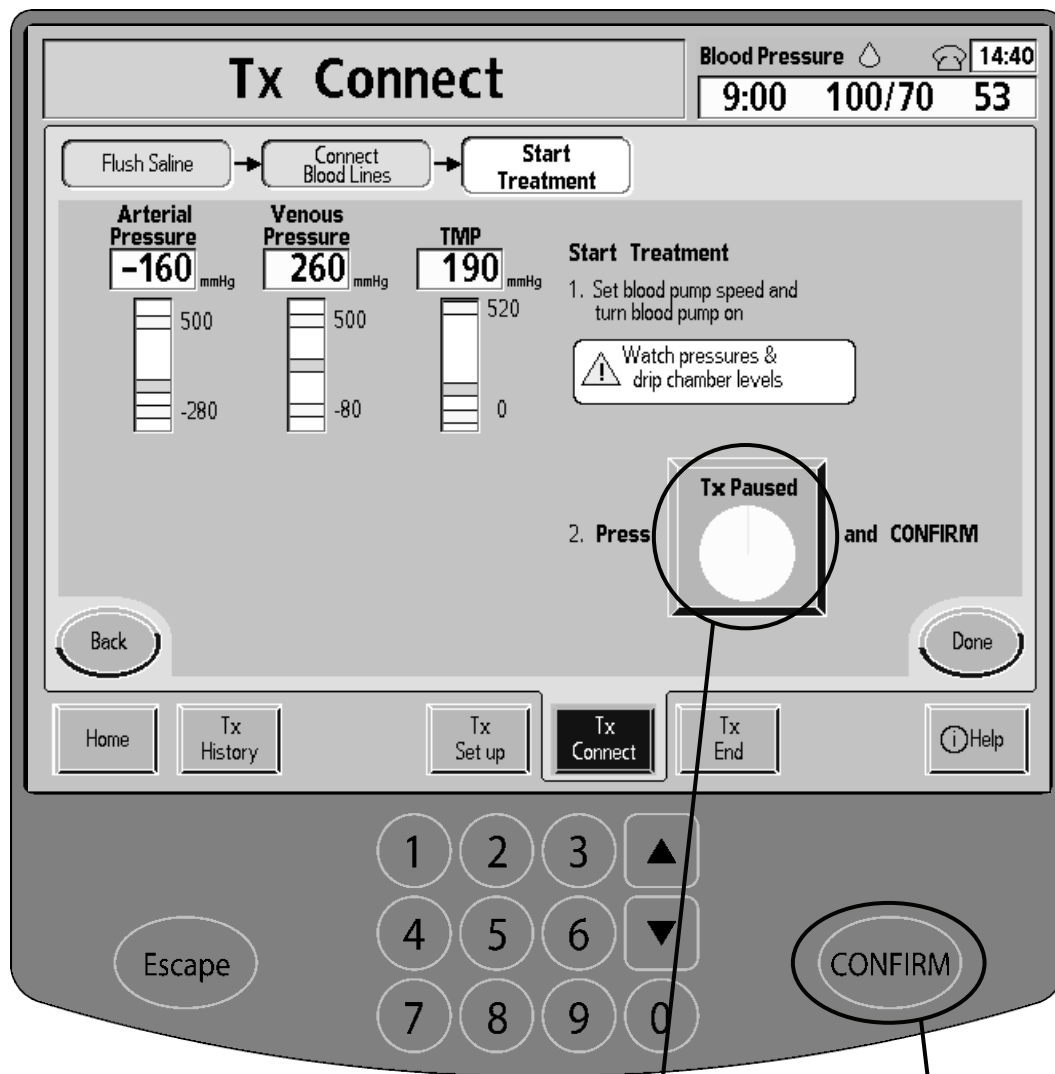 Tx Connect
Blood Pressure
14:40
9:00 100/70 53
Flush Saline
Connect
Blood Lines
Start
Treatment
Arterial
Pressure
-160 mmHg
500
-280
Venous
Pressure
260 mmHg
500
-80
TMP
190 mmHg
520
0
Start Treatment
1. Set blood pump speed and
turn blood pump on
Watch pressures &
drip chamber levels
Tx Paused
2. Press and CONFIRM
Back
Done
Home
Tx
History
Tx
Set up
Tx
Connect
Tx
End
i Help
1 2 3
4 5 6
7 8 9 0
Escape
CONFIRM